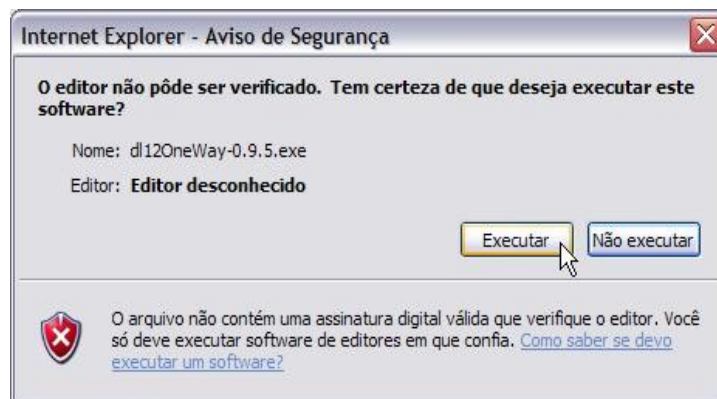 Internet Explorer - Aviso de Segurança
O editor não pôde ser verificado. Tem certeza de que deseja executar este
software?
Nome: dl12OneWay-0.9.5.exe
Editor: Editor desconhecido
Executar
Não executar
O arquivo não contém uma assinatura digital válida que verifique o editor. Você
só deve executar software de editores em que confia. Como saber se devo
executar um software?